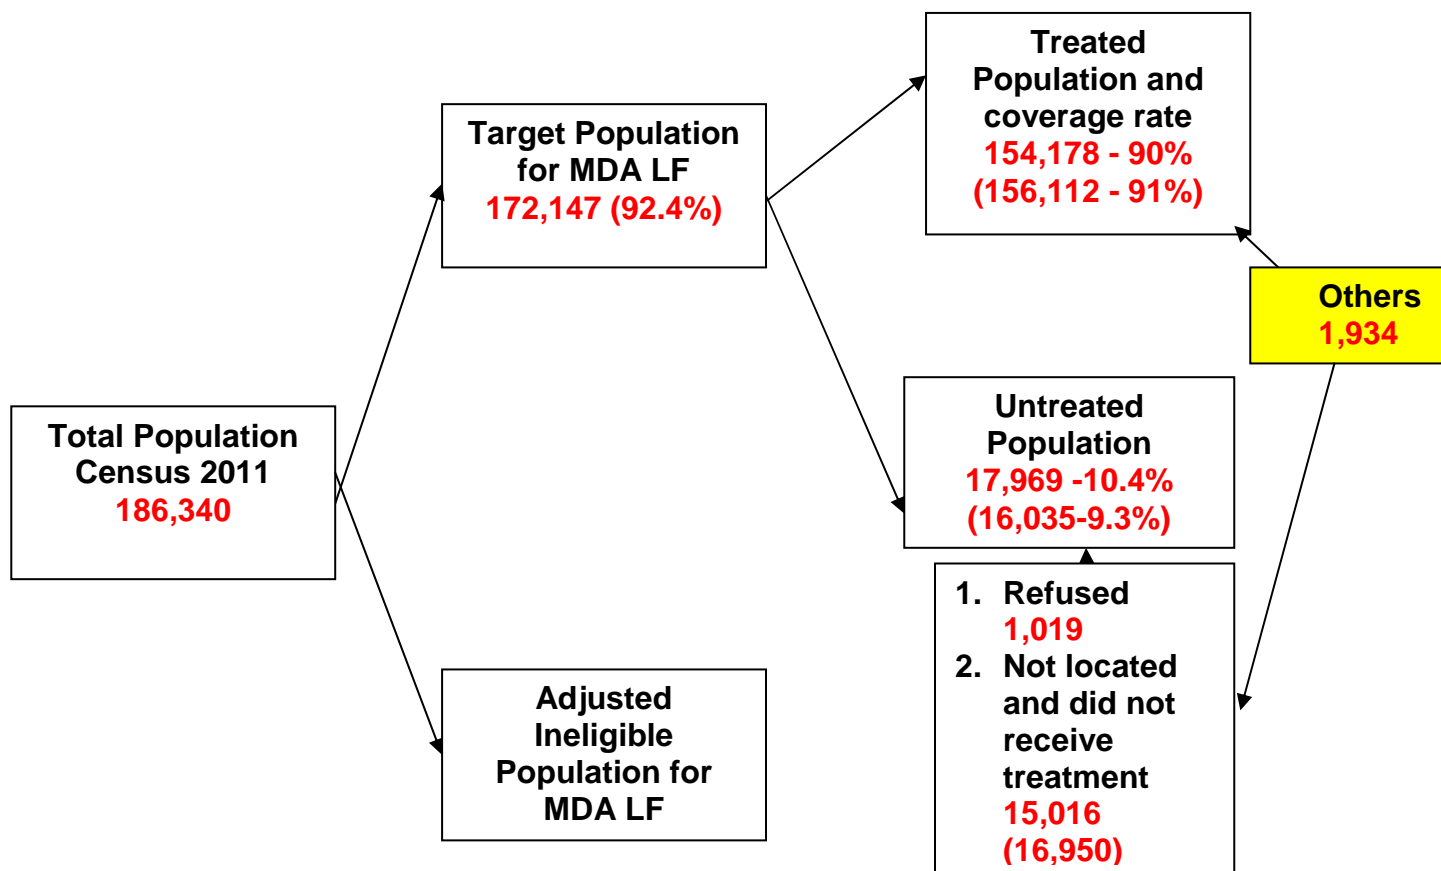 Total Population
Census 2011
186,340
Target Population
for MDA LF
172,147 (92.4%)
Adjusted
Ineligible
Population for
MDA LF
Treated
Population and
coverage rate
154,178 - 90%
(156,112 - 91%)
Others
1,934
Untreated
Population
17,969 -10.4%
(16,035-9.3%)
1. Refused
1,019
2. Not located
and did not
receive
treatment
15,016
(16,950)